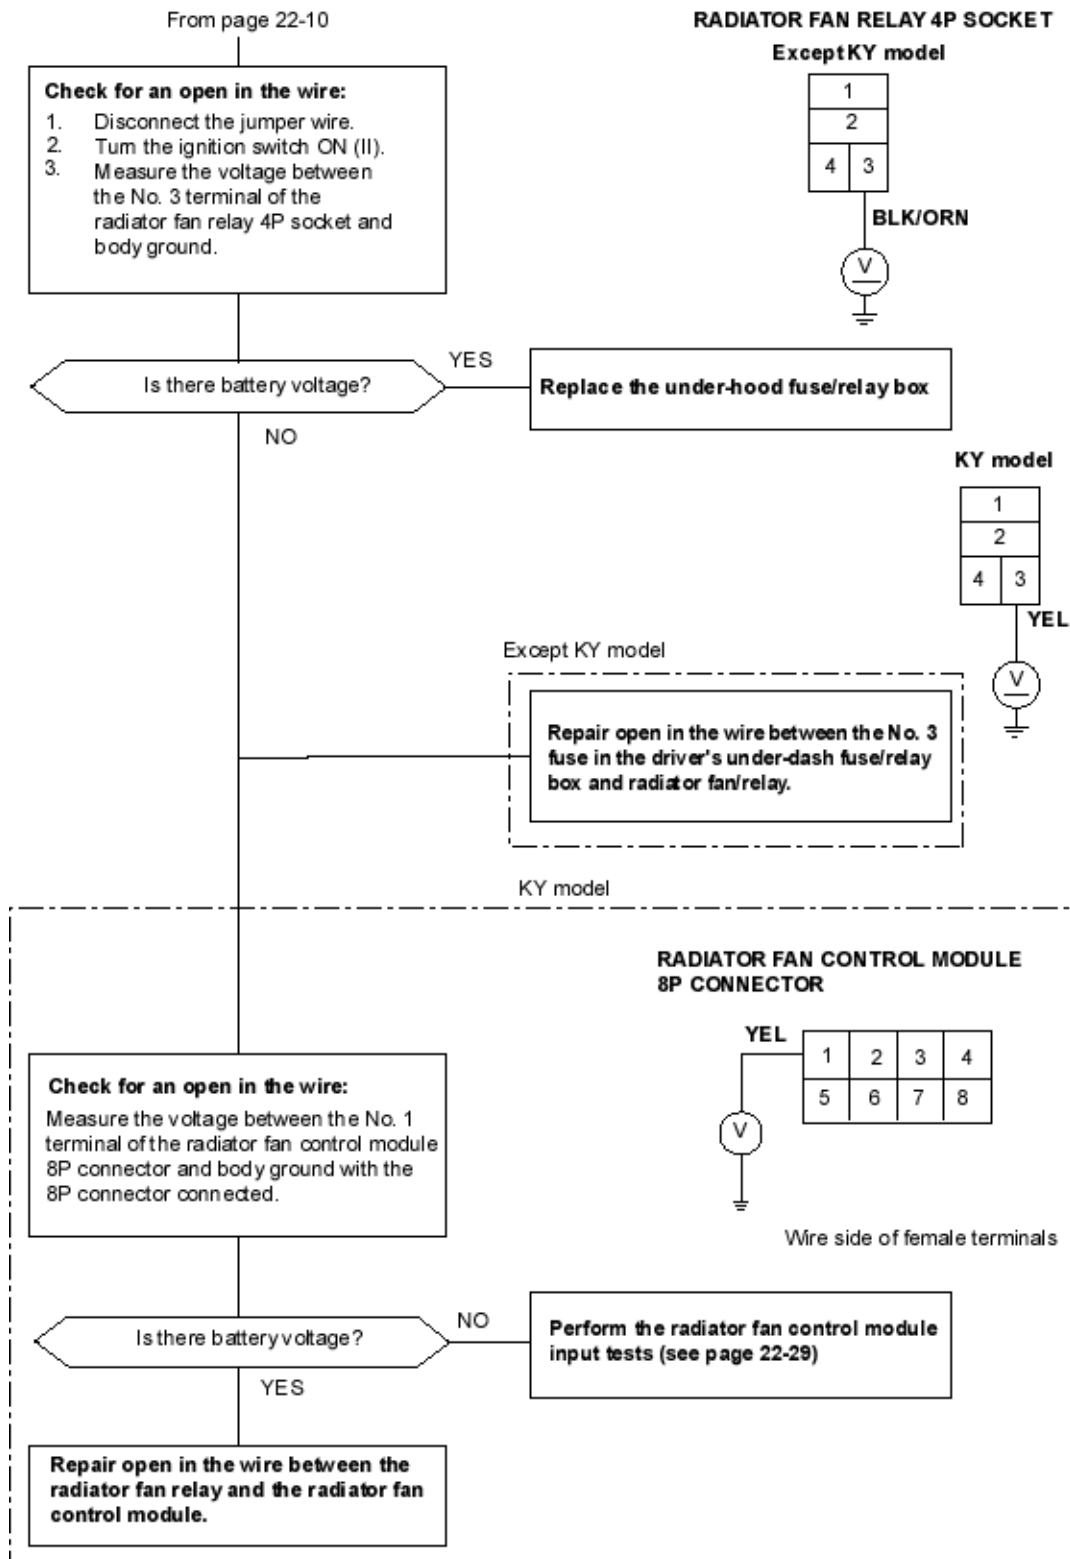 From page 22-10
RADIATOR FAN RELAY 4P SOCKET
Except KY model
1
2
4 3
BLK/ORN
V
Check for an open in the wire:
1. Disconnect the jumper wire.
2. Turn the ignition switch ON (II).
3. Measure the voltage between
the No. 3 terminal of the
radiator fan relay 4P socket and
body ground.
Is there battery voltage?
YES
Replace the under-hood fuse/relay box
NO
KY model
1
2
4 3
YEL
V
Except KY model
Repair open in the wire between the No. 3
fuse in the driver's under-dash fuse/relay
box and radiator fan/relay.
KY model
RADIATOR FAN CONTROL MODULE
8P CONNECTOR
YEL
1 2 3 4
5 6 7 8
V
Wire side of female terminals
Check for an open in the wire:
Measure the voltage between the No. 1
terminal of the radiator fan control module
8P connector and body ground with the
8P connector connected.
Is there battery voltage?
NO
Perform the radiator fan control module
input tests (see page 22-29)
YES
Repair open in the wire between the
radiator fan relay and the radiator fan
control module.